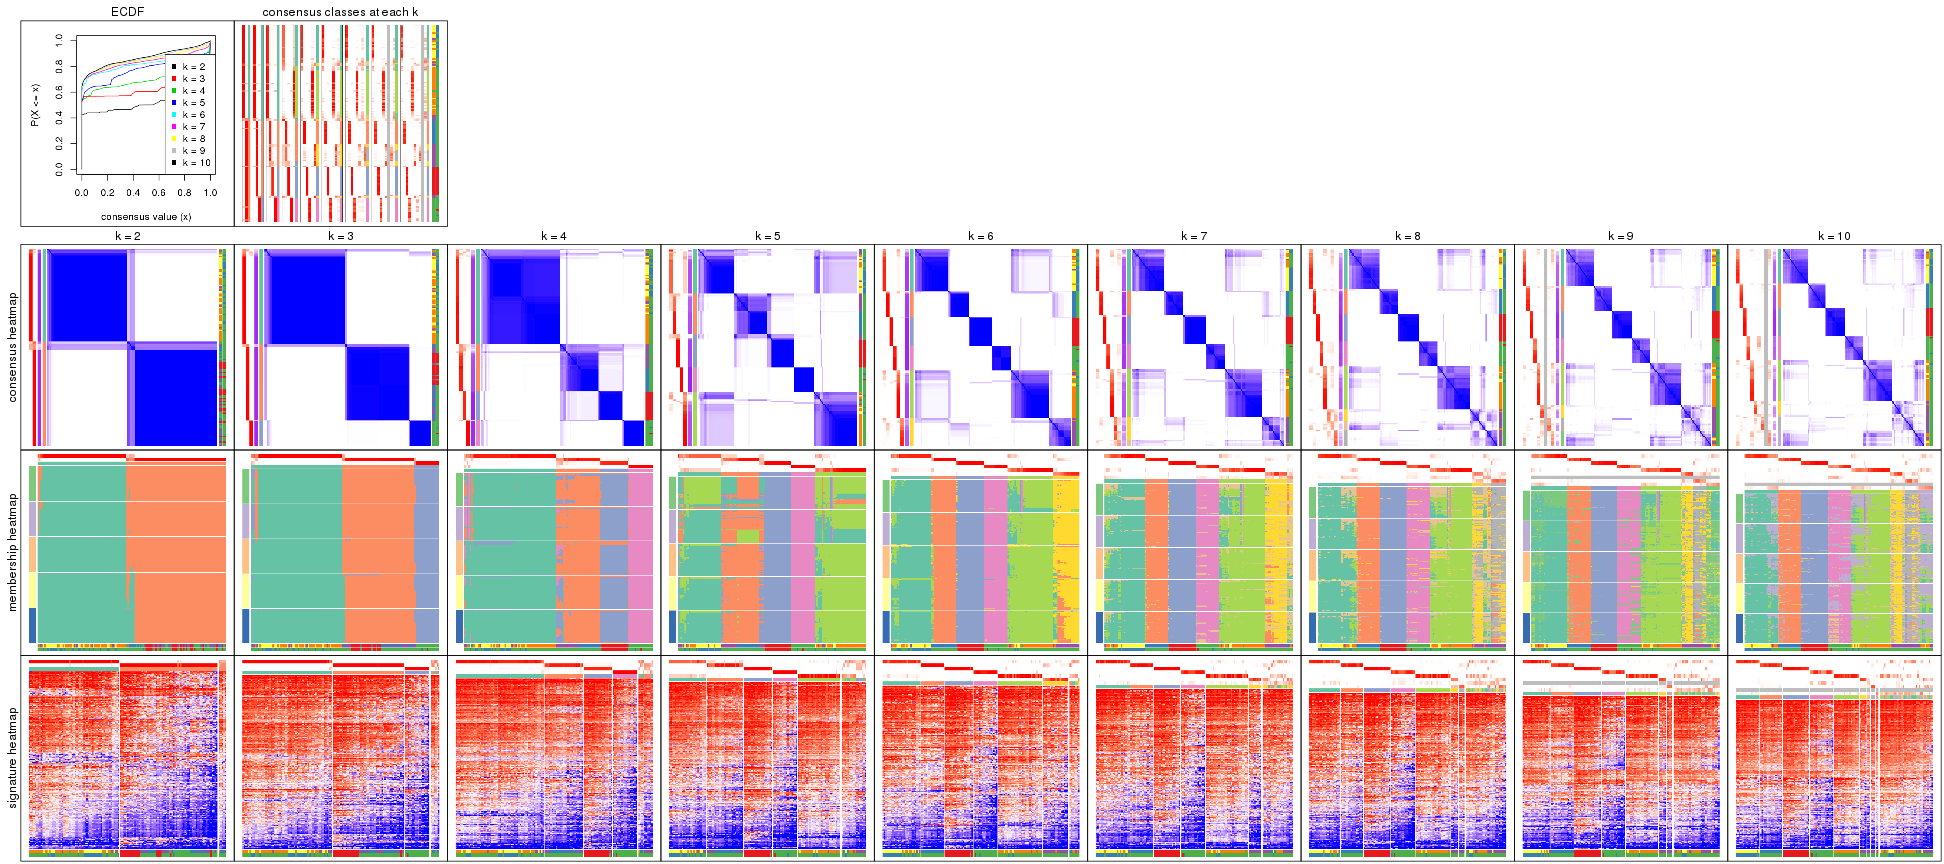 ECDF
consensus classes at each k
P(X <= x)
0.0 0.2 0.4 0.6 0.8 1.0
k = 2
k = 3
k = 4
k = 5
k = 6
k = 7
k = 8
k = 9
k = 10
0.0 0.2 0.4 0.6 0.8 1.0
consensus value (x)
k = 2 k = 3 k = 4 k = 5 k = 6 k = 7 k = 8 k = 9 k = 10
consensus heatmap
membership heatmap
signature heatmap